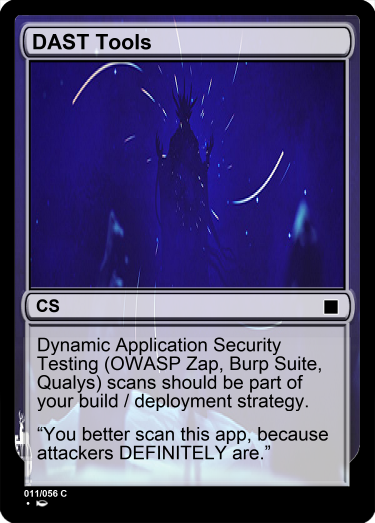 DAST Tools
CS
Dynamic Application Security
Testing (OWASP Zap, Burp Suite,
Qualys) scans should be part of
your build / deployment strategy.
“You better scan this app, because
attackers DEFINITELY are.”
011/056 C